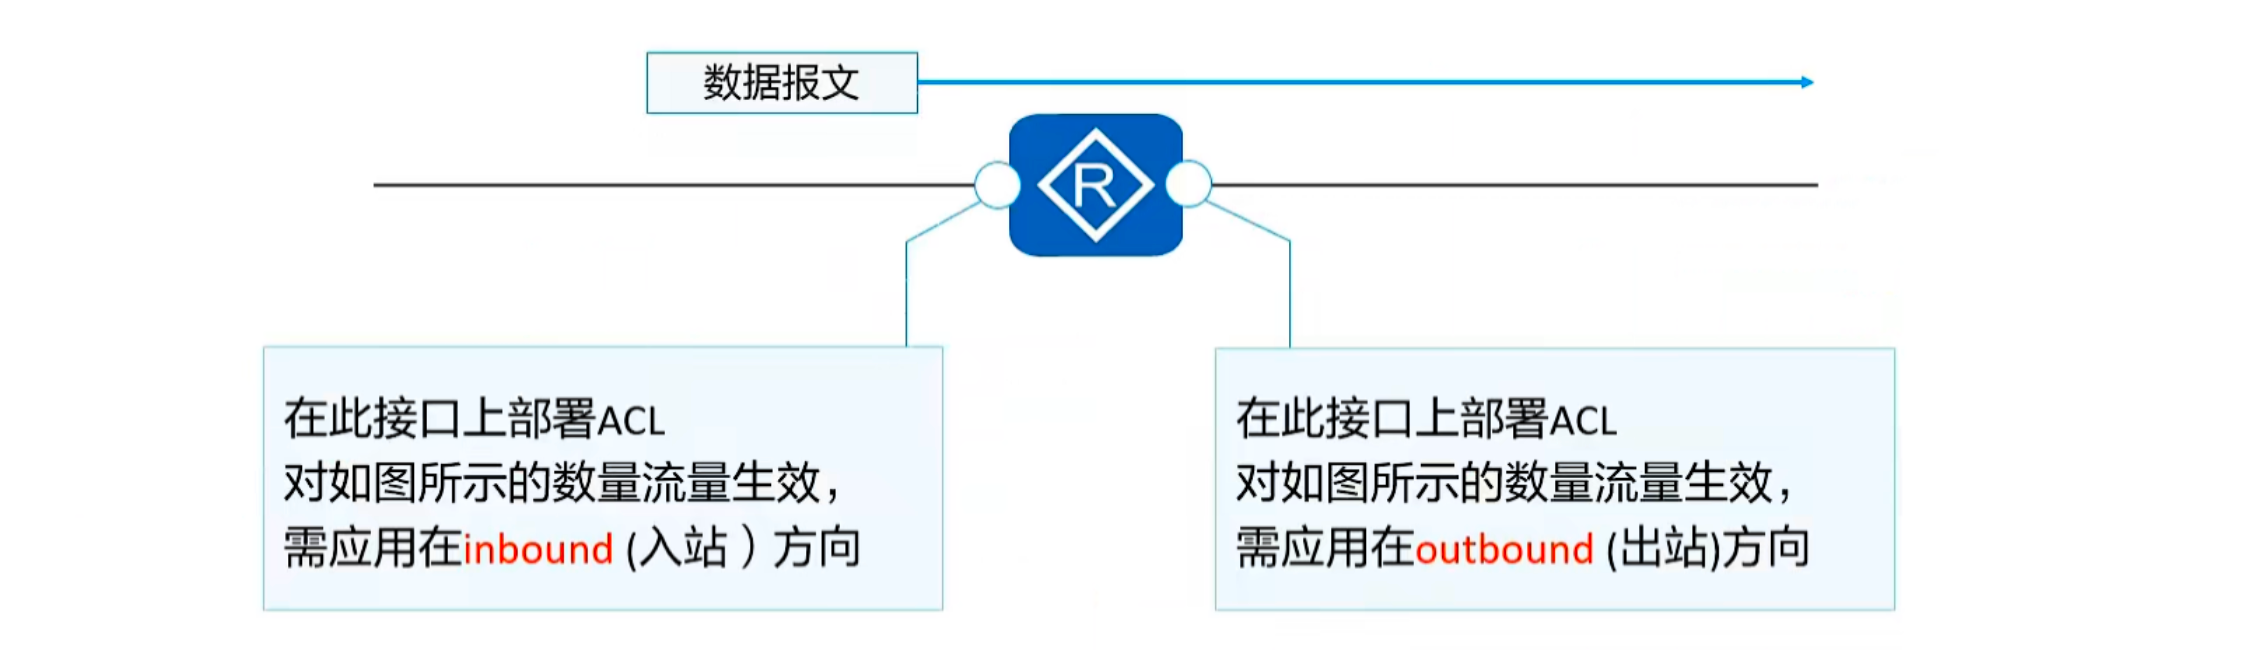 数据报文
R
在此接口上部署ACL
对如图所示的数量流量生效，
需应用在inbound (入站）方向
在此接口上部署ACL
对如图所示的数量流量生效，
需应用在outbound (出站)方向